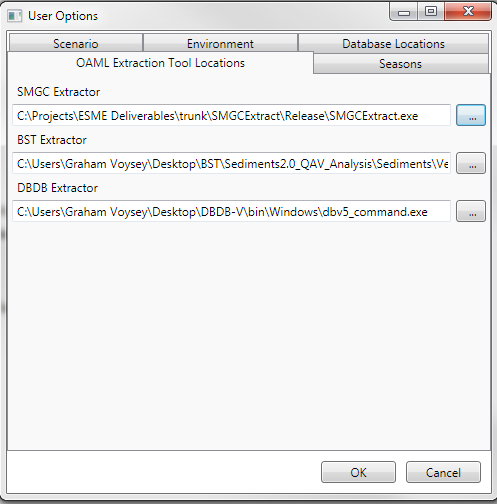 User Options
Scenario Environment Database Locations
OAML Extraction Tool Locations Seasons
SMGC Extractor
C:\Projects\ESME Deliverables\trunk\SMGCExtract\Release\SMGCExtract.exe ...
BST Extractor
C:\Users\Graham Voysey\Desktop\BST\Sediments2.0_QAV_Analysis\Sediments\Ve ...
DBDB Extractor
C:\Users\Graham Voysey\Desktop\DBDB-V\bin\Windows\dbv5_command.exe ...
OK Cancel